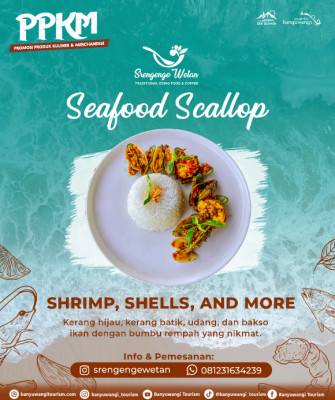 PPKM
PROMOSI PRODUK KULINER & MERCHANDISE
Srengenge Wetan
TRADITIONAL OSING FOOD & COFFEE
Seafood Scallop
SHRIMP, SHELLS, AND MORE
Kerang hijau, kerang batik, udang, dan bakso
ikan dengan bumbu rempah yang nikmat.
Info & Pemesanan:
srengengewetan 081231634239
banyuwangitourism.com banyuwangi_tourism Banyuwangi Tourism @banyuwangi_tourism banyuwangi_tourism Banyuwangi Tourism